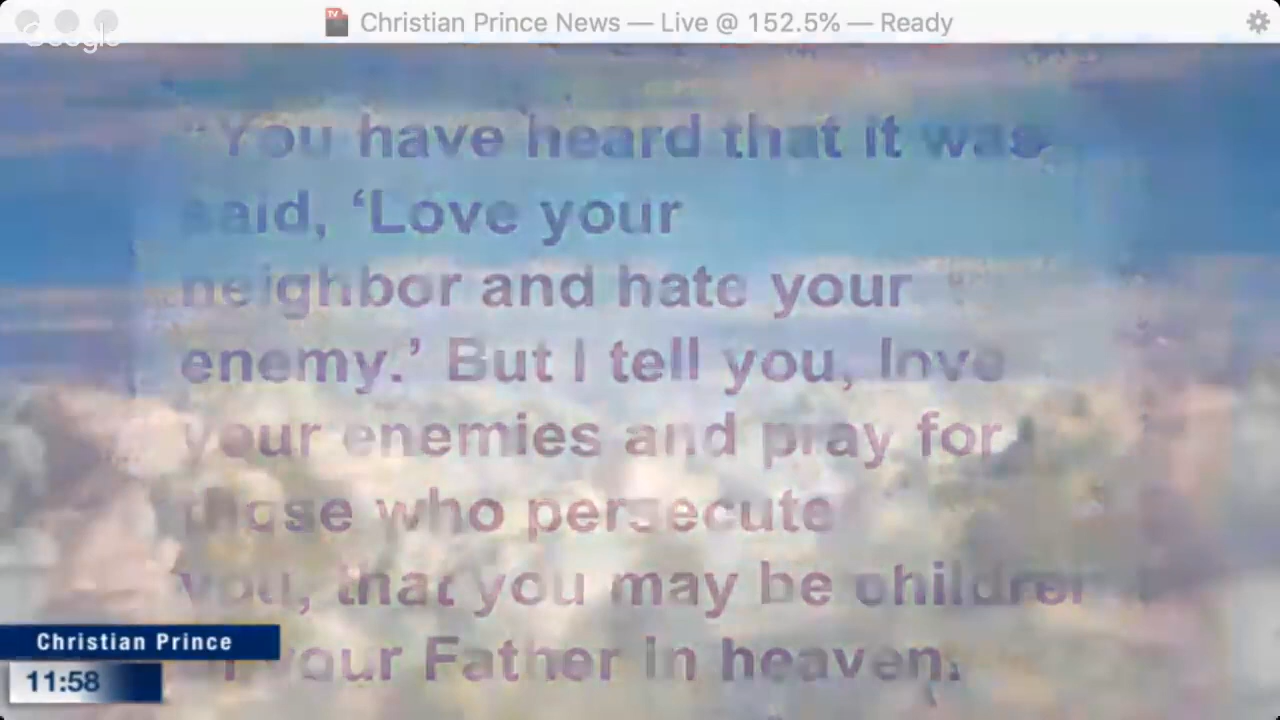 Christian Prince News — Live @ 152.5% — Ready
Google
"You have heard that it was
said, ‘Love your
neighbor and hate your
enemy.’ But I tell you, love
your enemies and pray for
those who persecute
you, that you may be children
your Father in heaven.
Christian Prince
11:58